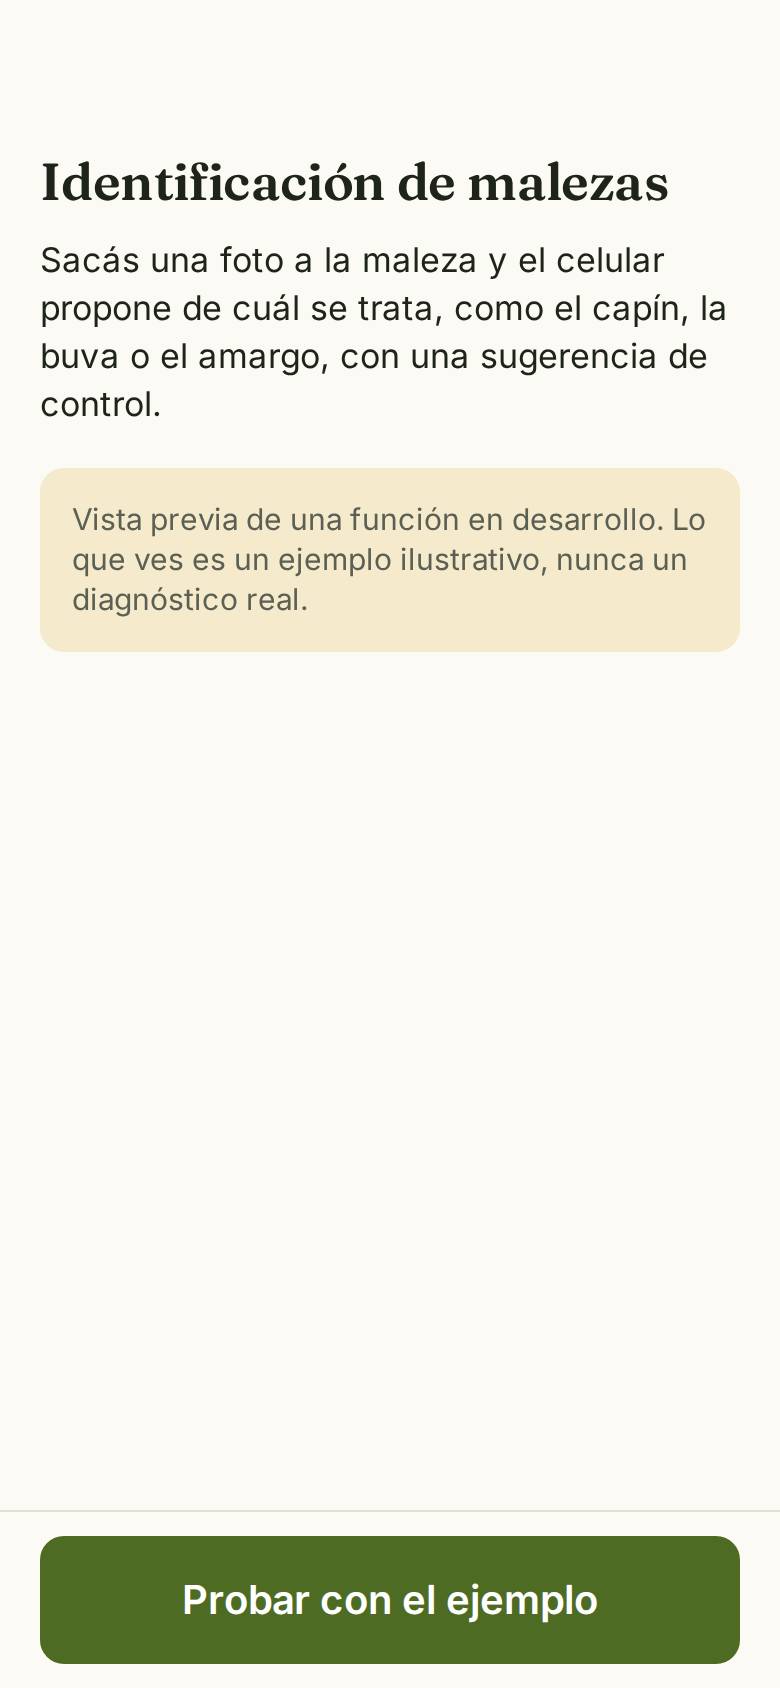 Identificación de malezas
Sacás una foto a la maleza y el celular
propone de cuál se trata, como el capín, la
buva o el amargo, con una sugerencia de
control.
Vista previa de una función en desarrollo. Lo
que ves es un ejemplo ilustrativo, nunca un
diagnóstico real.
Probar con el ejemplo